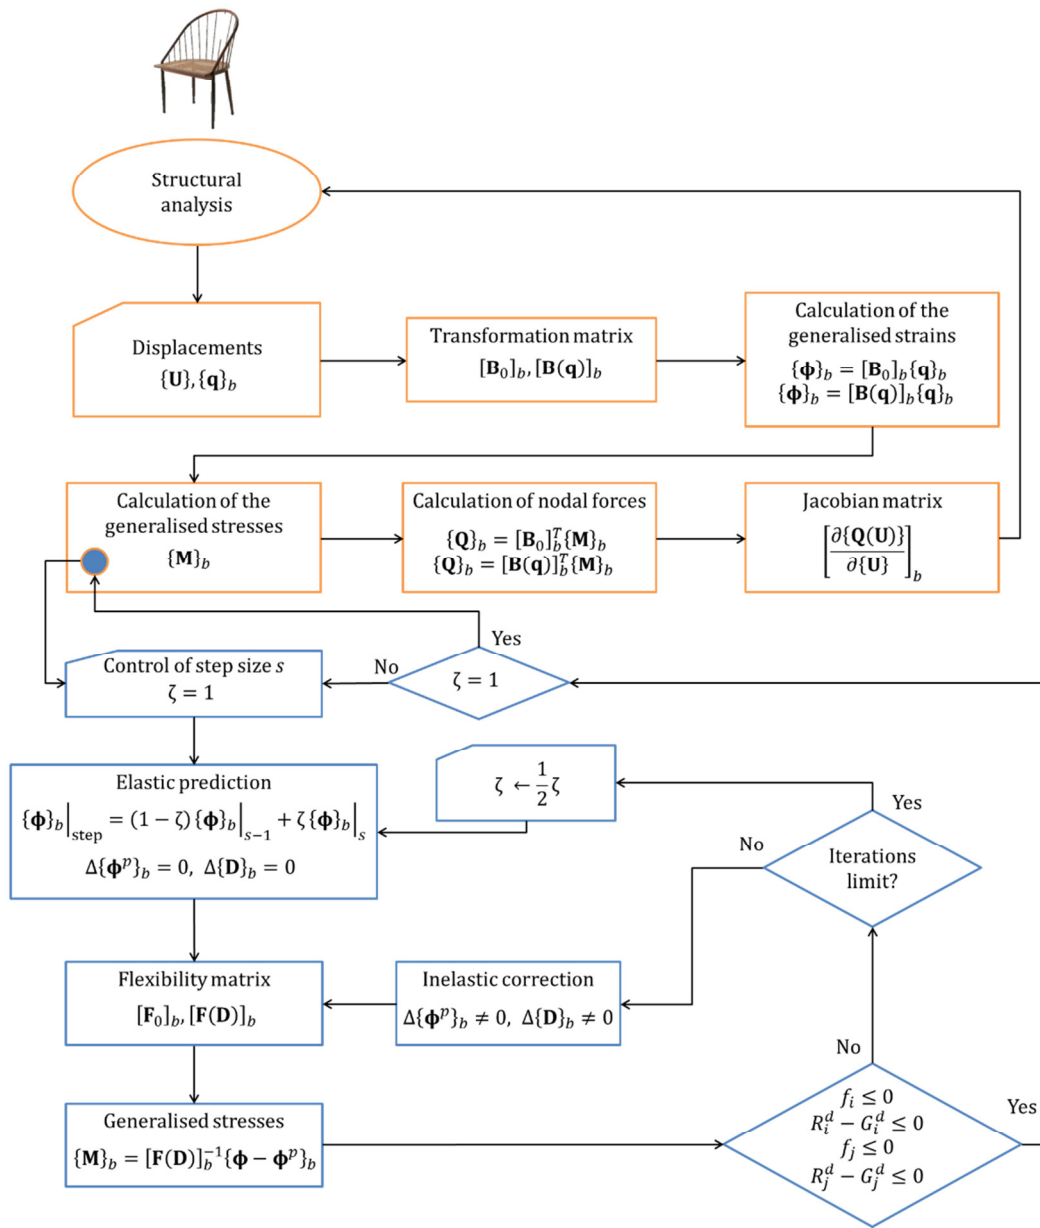 Structural
analysis
Displacements
{U}, {q}_b
Transformation matrix
[B_0]_b, [B(q)]_b
Calculation of the
generalised strains
{ϕ}_b = [B_0]_b{q}_b
{ϕ}_b = [B(q)]_b{q}_b
Calculation of the
generalised stresses
{M}_b
Calculation of nodal forces
{Q}_b = [B_0]_b^T{M}_b
{Q}_b = [B(q)]_b^T{M}_b
Jacobian matrix
[∂{Q(U)}/∂{U}]_b
Yes
No
ζ = 1
Control of step size s
ζ = 1
Elastic prediction
{ϕ}_b|_step = (1 − ζ){ϕ}_b|_{s−1} + ζ{ϕ}_b|_s
Δ{ϕ^p}_b = 0, Δ{D}_b = 0
ζ ← 1/2 ζ
Yes
No
Iterations
limit?
Flexibility matrix
[F_0]_b, [F(D)]_b
Inelastic correction
Δ{ϕ^p}_b ≠ 0, Δ{D}_b ≠ 0
Generalised stresses
{M}_b = [F(D)]_b^{−1}{ϕ − ϕ^p}_b
No
Yes
f_i ≤ 0
R_i^d − G_i^d ≤ 0
f_j ≤ 0
R_j^d − G_j^d ≤ 0